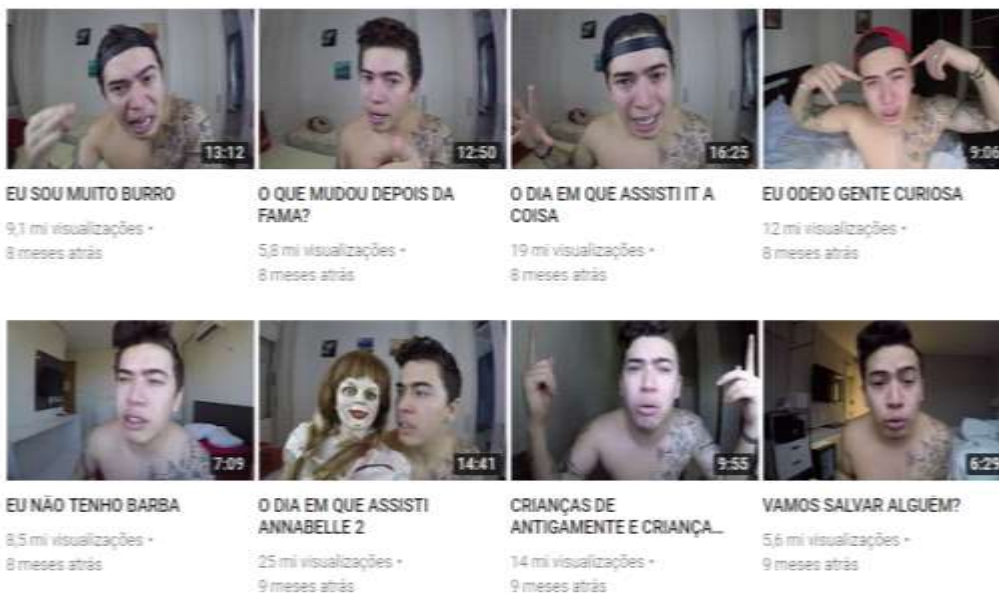 13:12
12:50
16:25
9:06
EU SOU MUITO BURRO
9,1 mi visualizações •
8 meses atrás
O QUE MUDOU DEPOIS DA
FAMA?
5,8 mi visualizações •
8 meses atrás
O DIA EM QUE ASSISTI IT A
COISA
19 mi visualizações •
8 meses atrás
EU ODEIO GENTE CURIOSA
12 mi visualizações •
8 meses atrás
7:09
14:41
9:55
6:29
EU NÃO TENHO BARBA
8,5 mi visualizações •
8 meses atrás
O DIA EM QUE ASSISTI
ANNABELLE 2
25 mi visualizações •
9 meses atrás
CRIANÇAS DE
ANTIGAMENTE E CRIANÇA...
14 mi visualizações •
9 meses atrás
VAMOS SALVAR ALGUÉM?
5,6 mi visualizações •
9 meses atrás